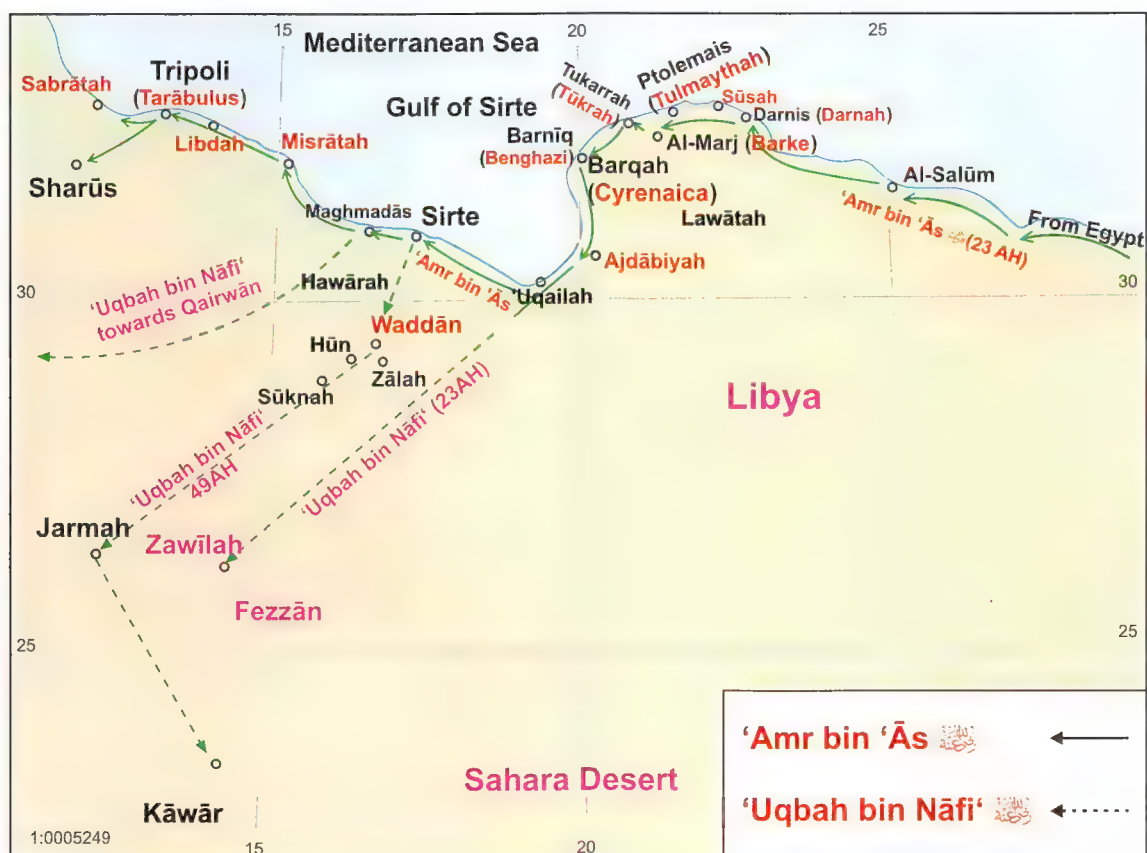 15
20
25
Mediterranean Sea
Sabrātah
Tripoli
(Tarābulus)
Libdah
Misrātah
Sharūs
Gulf of Sirte
Tukarrah
(Tūkrah)
Ptolemais
(Tulmaythah)
Sūsah
Darnis (Darnah)
Barnīq
(Benghazi)
Al-Marj (Barke)
Barqah
(Cyrenaica)
Lawātah
Al-Salūm
‘Amr bin ‘Ās (23 AH)
From Egypt
Maghmadās
Sirte
Ajdābiyah
‘Amr bin ‘Ās
'Uqailah
Hawārah
30
30
‘Uqbah bin Nāfi‘
towards Qairwān
Waddān
Hūn
Zālah
Sūknah
Libya
‘Uqbah bin Nāfi‘
49AH
‘Uqbah bin Nāfi‘ (23AH)
Jarmah
Zawīlah
Fezzān
25
25
Sahara Desert
Kāwār
1:0005249
15
20
‘Amr bin ‘Ās
‘Uqbah bin Nāfi‘